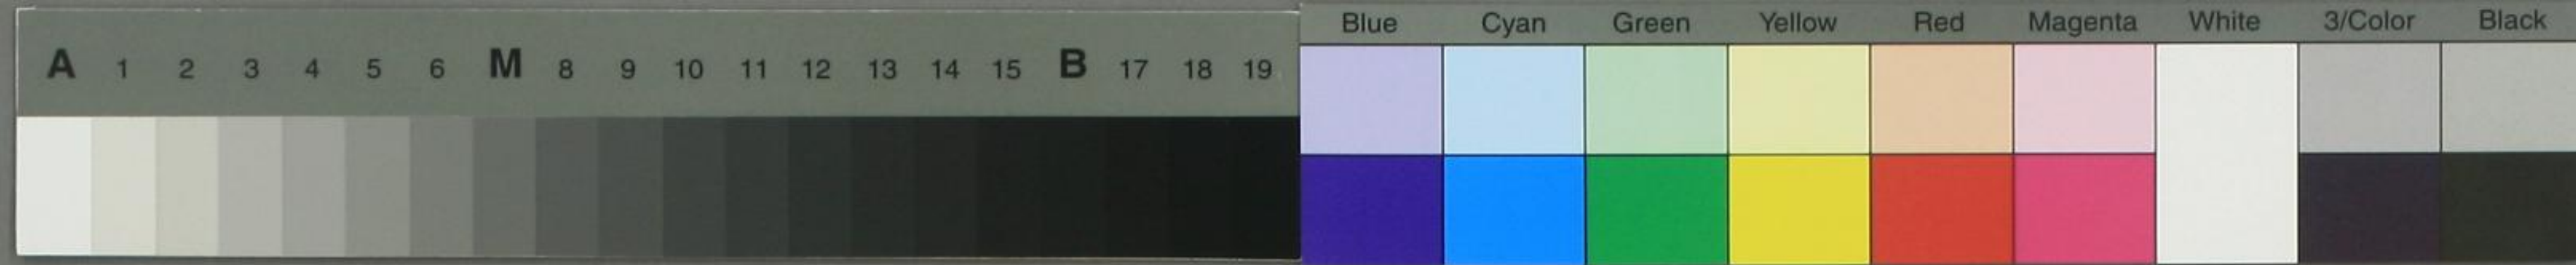 A 1 2 3 4 5 6 M 8 9 10 11 12 13 14 15 B 17 18 19
Blue Cyan Green Yellow Red Magenta White 3/Color Black